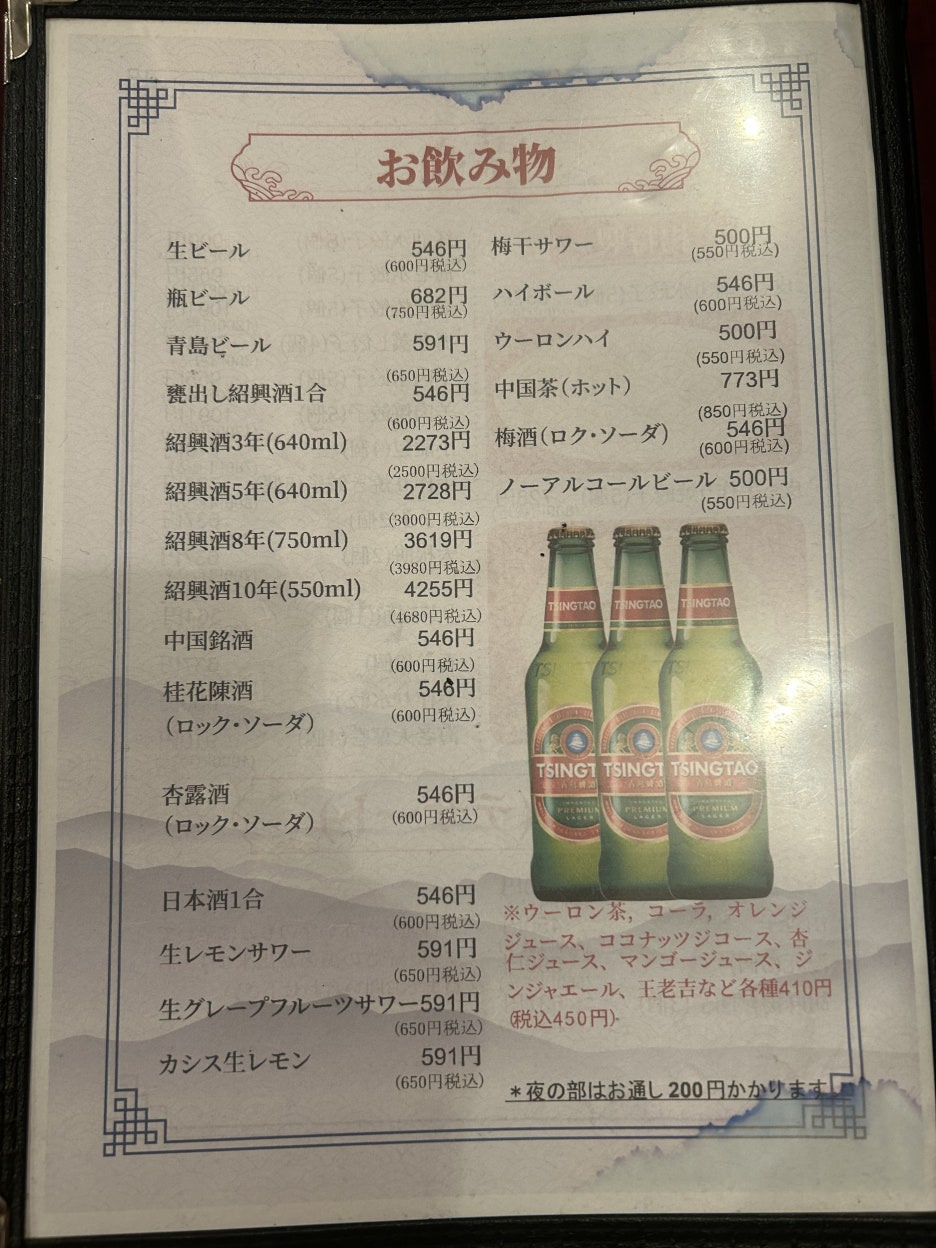 お飲み物
生ビール 546円
(600円税込)
瓶ビール 682円
(750円税込)
青島ビール 591円
(650円税込)
甕出し紹興酒1合 546円
(600円税込)
紹興酒3年(640ml) 2273円
(2500円税込)
紹興酒5年(640ml) 2728円
(3000円税込)
紹興酒8年(750ml) 3619円
(3980円税込)
紹興酒10年(550ml) 4255円
(4680円税込)
中国銘酒 546円
(600円税込)
桂花陳酒 546円
(ロック・ソーダ) (600円税込)
杏露酒 546円
(ロック・ソーダ) (600円税込)
日本酒1合 546円
(600円税込)
生レモンサワー 591円
(650円税込)
生グレープフルーツサワー591円
(650円税込)
カシス生レモン 591円
(650円税込)
梅干サワー 500円
(550円税込)
ハイボール 546円
(600円税込)
ウーロンハイ 500円
(550円税込)
中国茶(ホット) 773円
(850円税込)
梅酒(ロク・ソーダ) 546円
(600円税込)
ノーアルコールビール 500円
(550円税込)
TSINGTAO TSINGTAO TSINGTAO
TSINGT TSINGT TSINGTAO
PREMIUM PREMIUM PREMIUM
LAGER LAGER LAGER
※ウーロン茶, コーラ, オレンジ
ジュース、ココナッツジコース、杏
仁ジュース、マンゴージュース、ジ
ンジャエール、王老吉など各種410円
(税込450円)-
＊夜の部はお通し200円かかります。